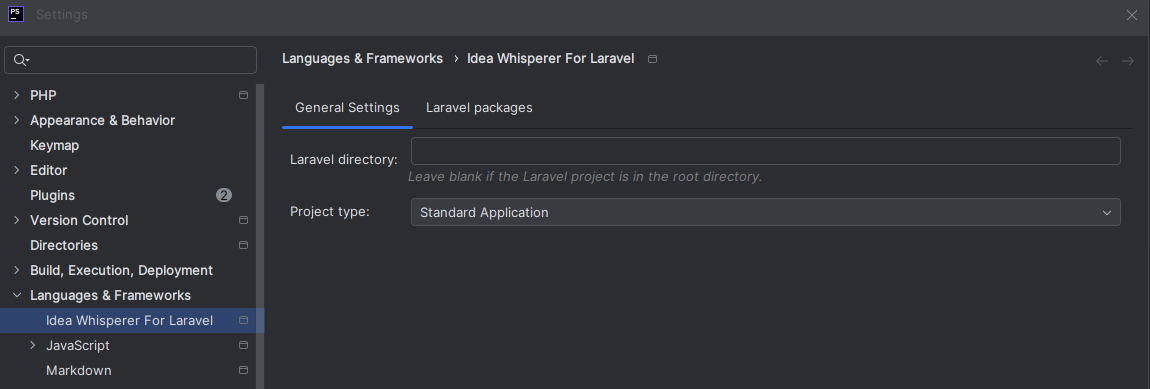 PS
Settings
Languages & Frameworks › Idea Whisperer For Laravel
PHP
Appearance & Behavior
Keymap
Editor
Plugins 2
Version Control
Directories
Build, Execution, Deployment
Languages & Frameworks
Idea Whisperer For Laravel
JavaScript
Markdown
General Settings Laravel packages
Laravel directory:
Leave blank if the Laravel project is in the root directory.
Project type: Standard Application